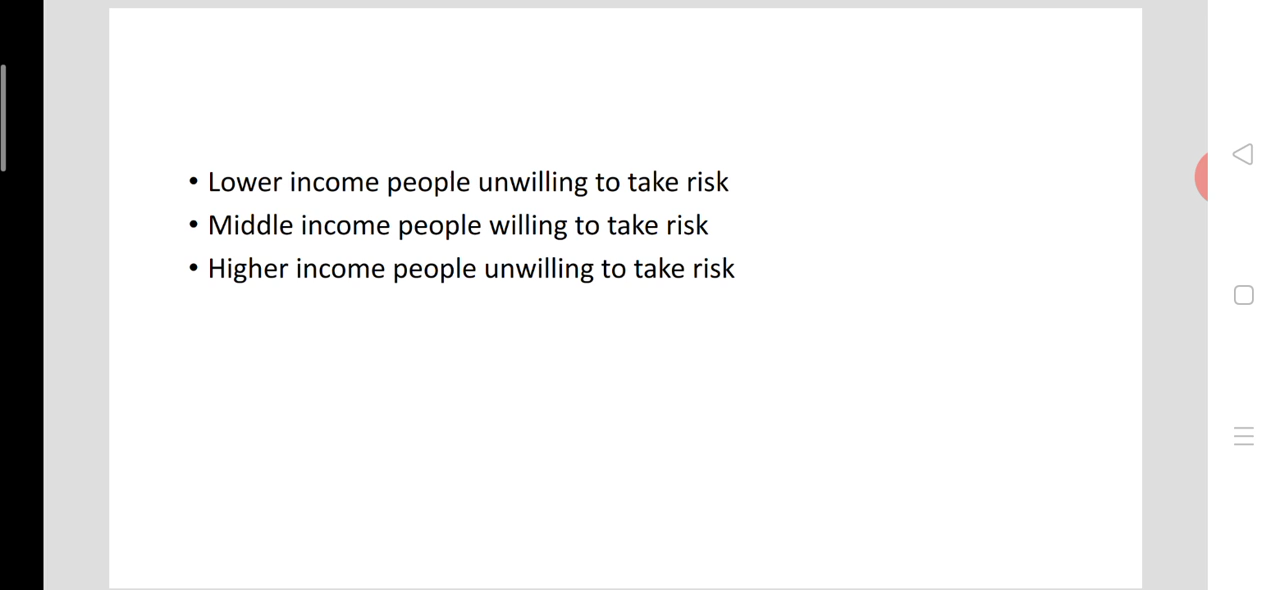 • Lower income people unwilling to take risk
• Middle income people willing to take risk
• Higher income people unwilling to take risk